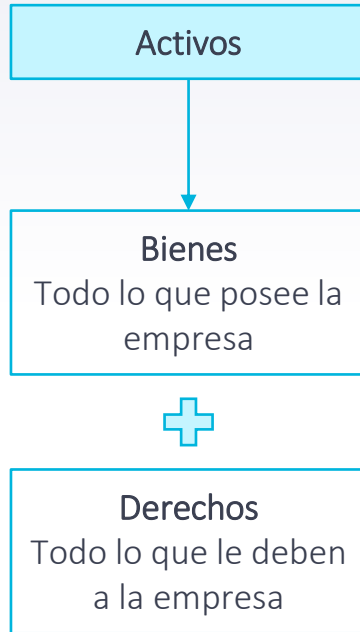 Activos
Bienes
Todo lo que posee la
empresa
Derechos
Todo lo que le deben
a la empresa